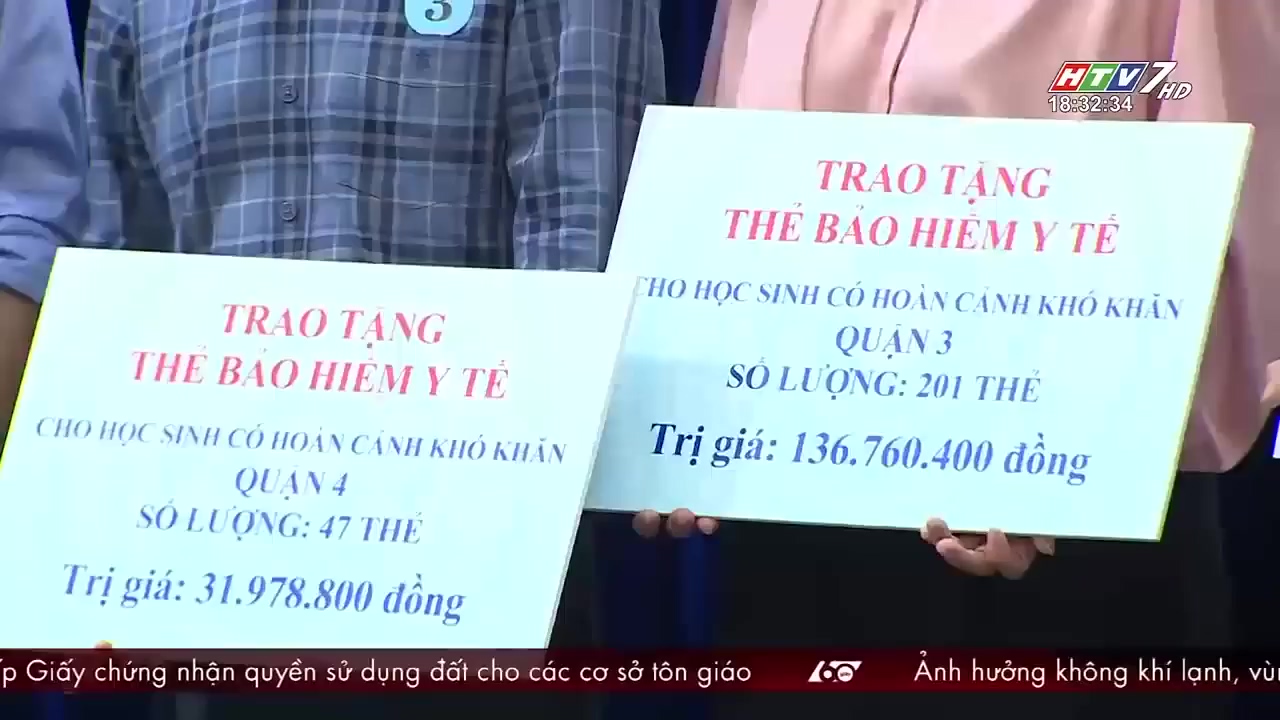 3
HTV7 HD
18:32:34
TRAO TẶNG
THẺ BẢO HIỂM Y TẾ
CHO HỌC SINH CÓ HOÀN CẢNH KHÓ KHĂN
QUẬN 3
SỐ LƯỢNG: 201 THẺ
Trị giá: 136.760.400 đồng
TRAO TẶNG
THẺ BẢO HIỂM Y TẾ
CHO HỌC SINH CÓ HOÀN CẢNH KHÓ KHĂN
QUẬN 4
SỐ LƯỢNG: 47 THẺ
Trị giá: 31.978.800 đồng
Giấy chứng nhận quyền sử dụng đất cho các cơ sở tôn giáo
60 giây
Ảnh hưởng không khí lạnh,